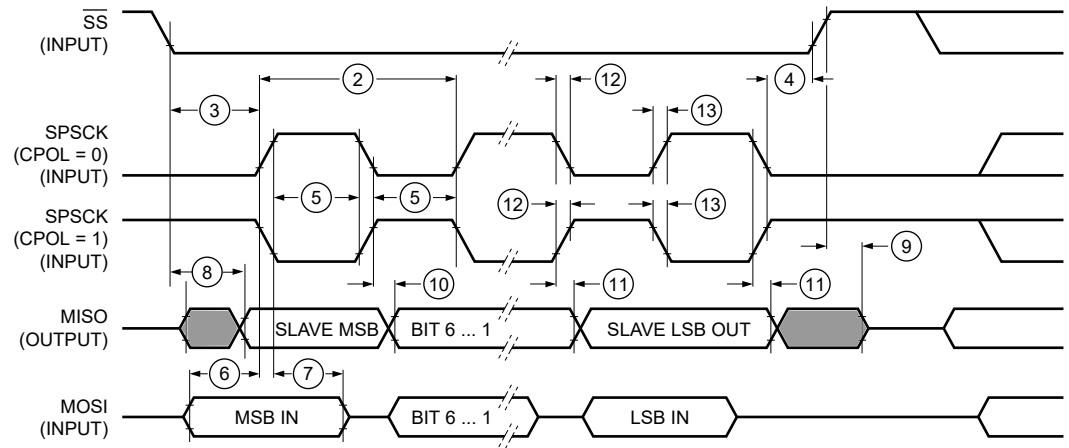 SS
(INPUT)
2
12
4
3
13
SPSCK
(CPOL = 0)
(INPUT)
5
5
12
13
SPSCK
(CPOL = 1)
(INPUT)
9
8
10
11
11
MISO
(OUTPUT)
SLAVE MSB
BIT 6 ... 1
SLAVE LSB OUT
6
7
MOSI
(INPUT)
MSB IN
BIT 6 ... 1
LSB IN